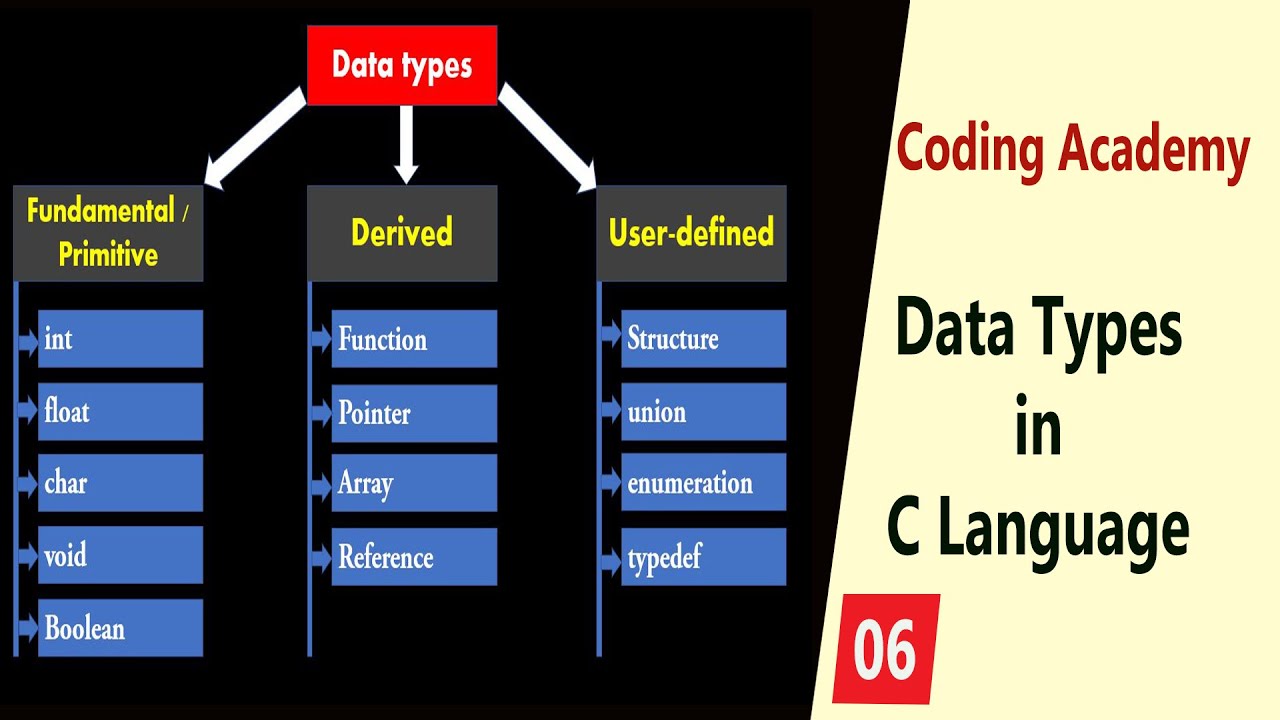 Data types
Fundamental /
Primitive
int
float
char
void
Boolean
Derived
Function
Pointer
Array
Reference
User-defined
Structure
union
enumeration
typedef
Coding Academy
Data Types
in
C Language
06